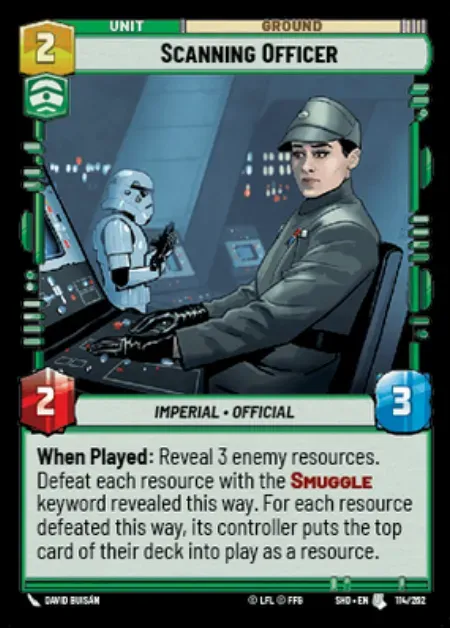 UNIT GROUND
2 SCANNING OFFICER
2 IMPERIAL • OFFICIAL 3
When Played: Reveal 3 enemy resources.
Defeat each resource with the SMUGGLE
keyword revealed this way. For each resource
defeated this way, its controller puts the top
card of their deck into play as a resource.
DAVID BUISÁN © LFL © FFG SHD • EN 114/262